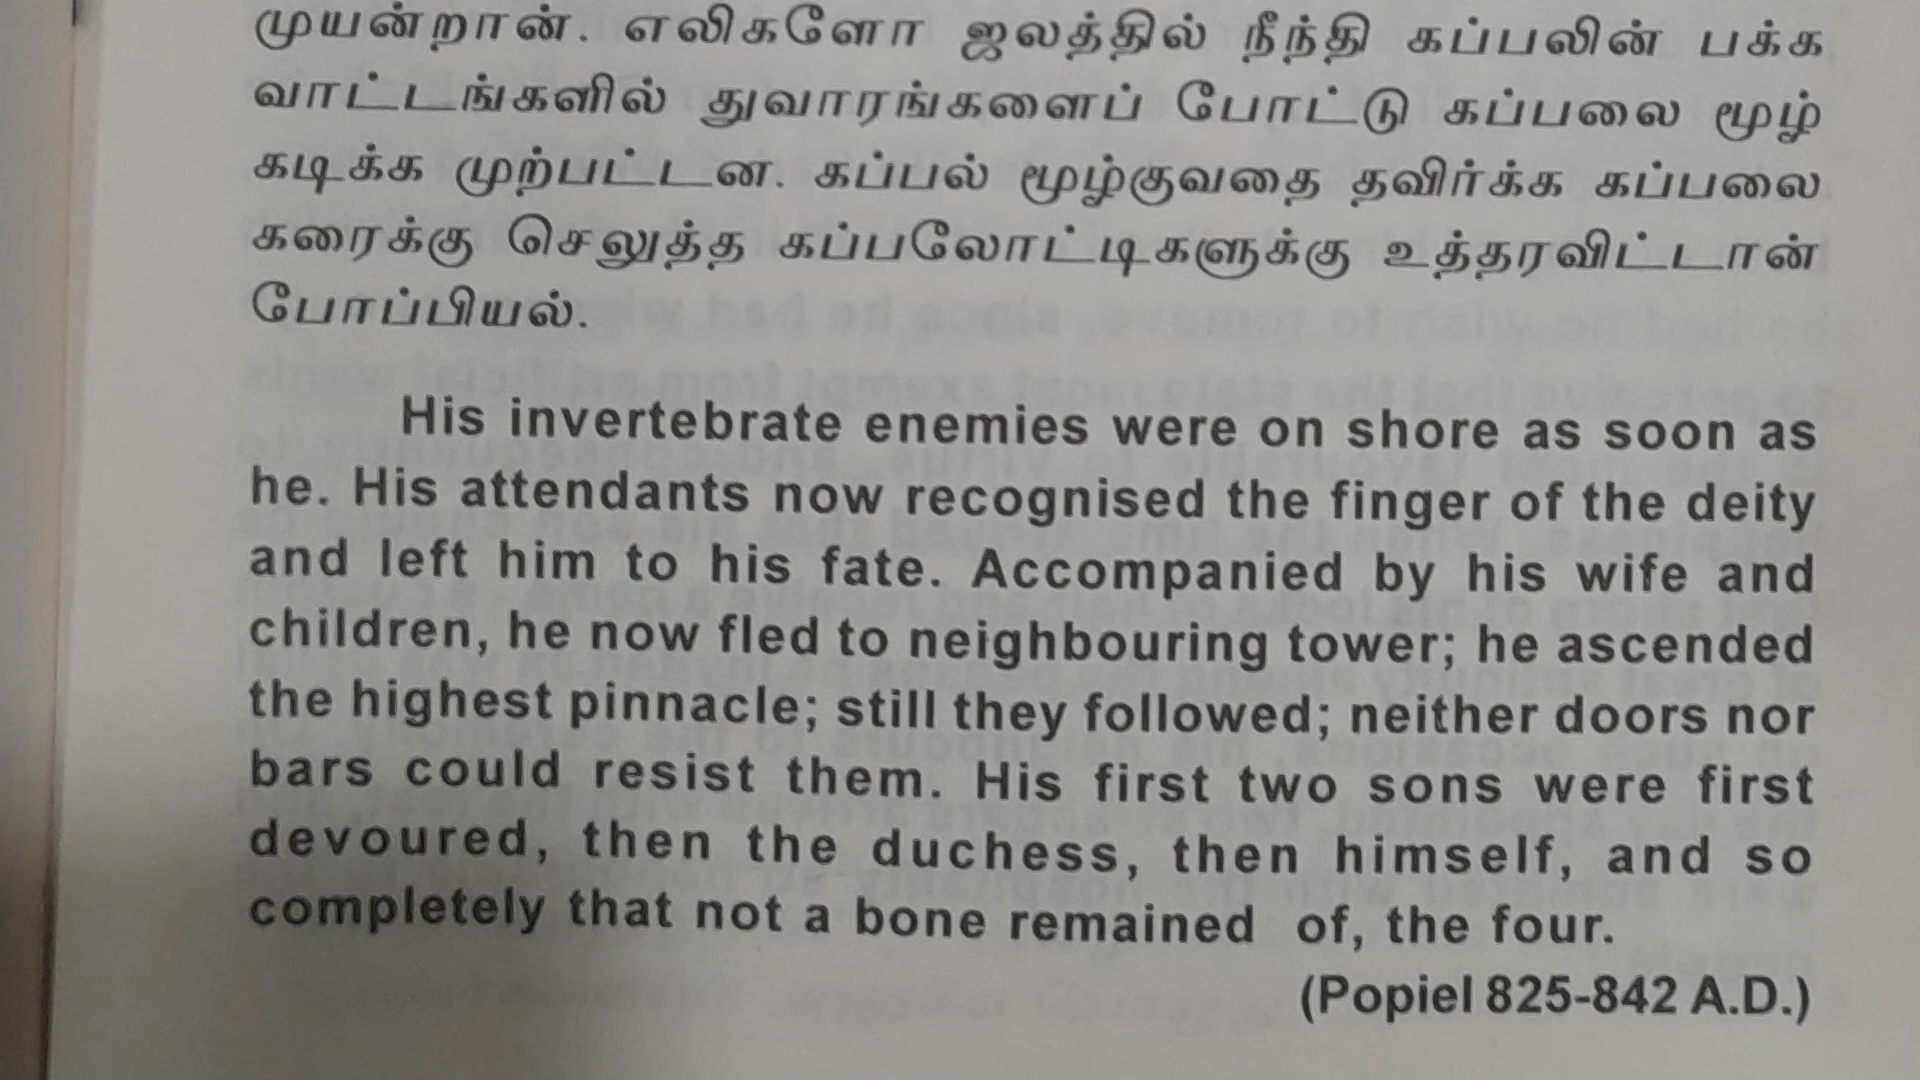 முயன்றான். எலிகளோ ஜலத்தில் நீந்தி கப்பலின் பக்க
வாட்டங்களில் துவாரங்களைப் போட்டு கப்பலை மூழ்
கடிக்க முற்பட்டன. கப்பல் மூழ்குவதை தவிர்க்க கப்பலை
கரைக்கு செலுத்த கப்பலோட்டிகளுக்கு உத்தரவிட்டான்
போப்பியல்.
His invertebrate enemies were on shore as soon as
he. His attendants now recognised the finger of the deity
and left him to his fate. Accompanied by his wife and
children, he now fled to neighbouring tower; he ascended
the highest pinnacle; still they followed; neither doors nor
bars could resist them. His first two sons were first
devoured, then the duchess, then himself, and so
completely that not a bone remained of, the four.
(Popiel 825-842 A.D.)